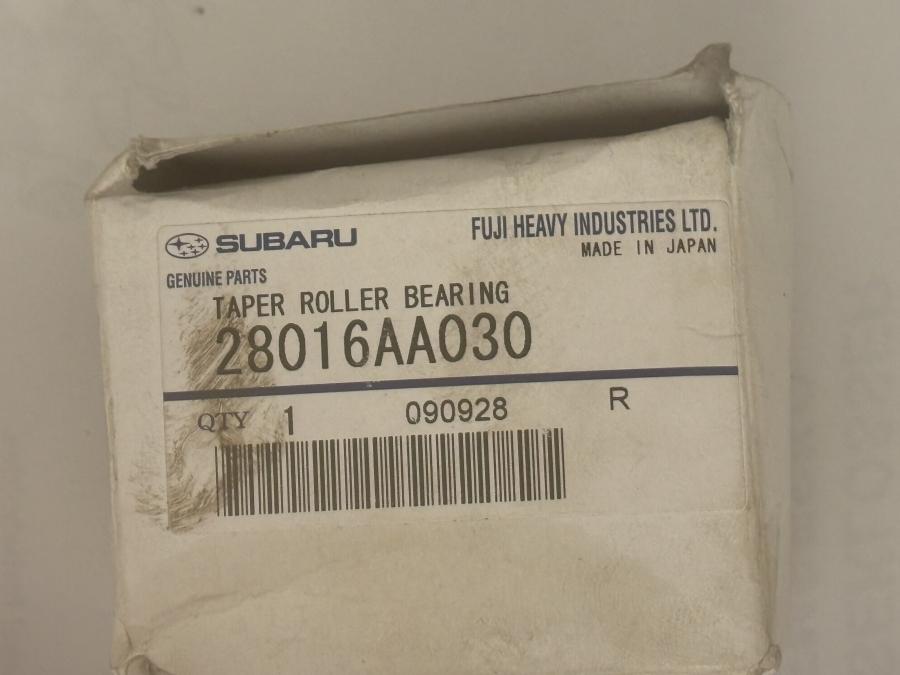 SUBARU
FUJI HEAVY INDUSTRIES LTD.
MADE IN JAPAN
GENUINE PARTS
TAPER ROLLER BEARING
28016AA030
QTY 1 090928 R